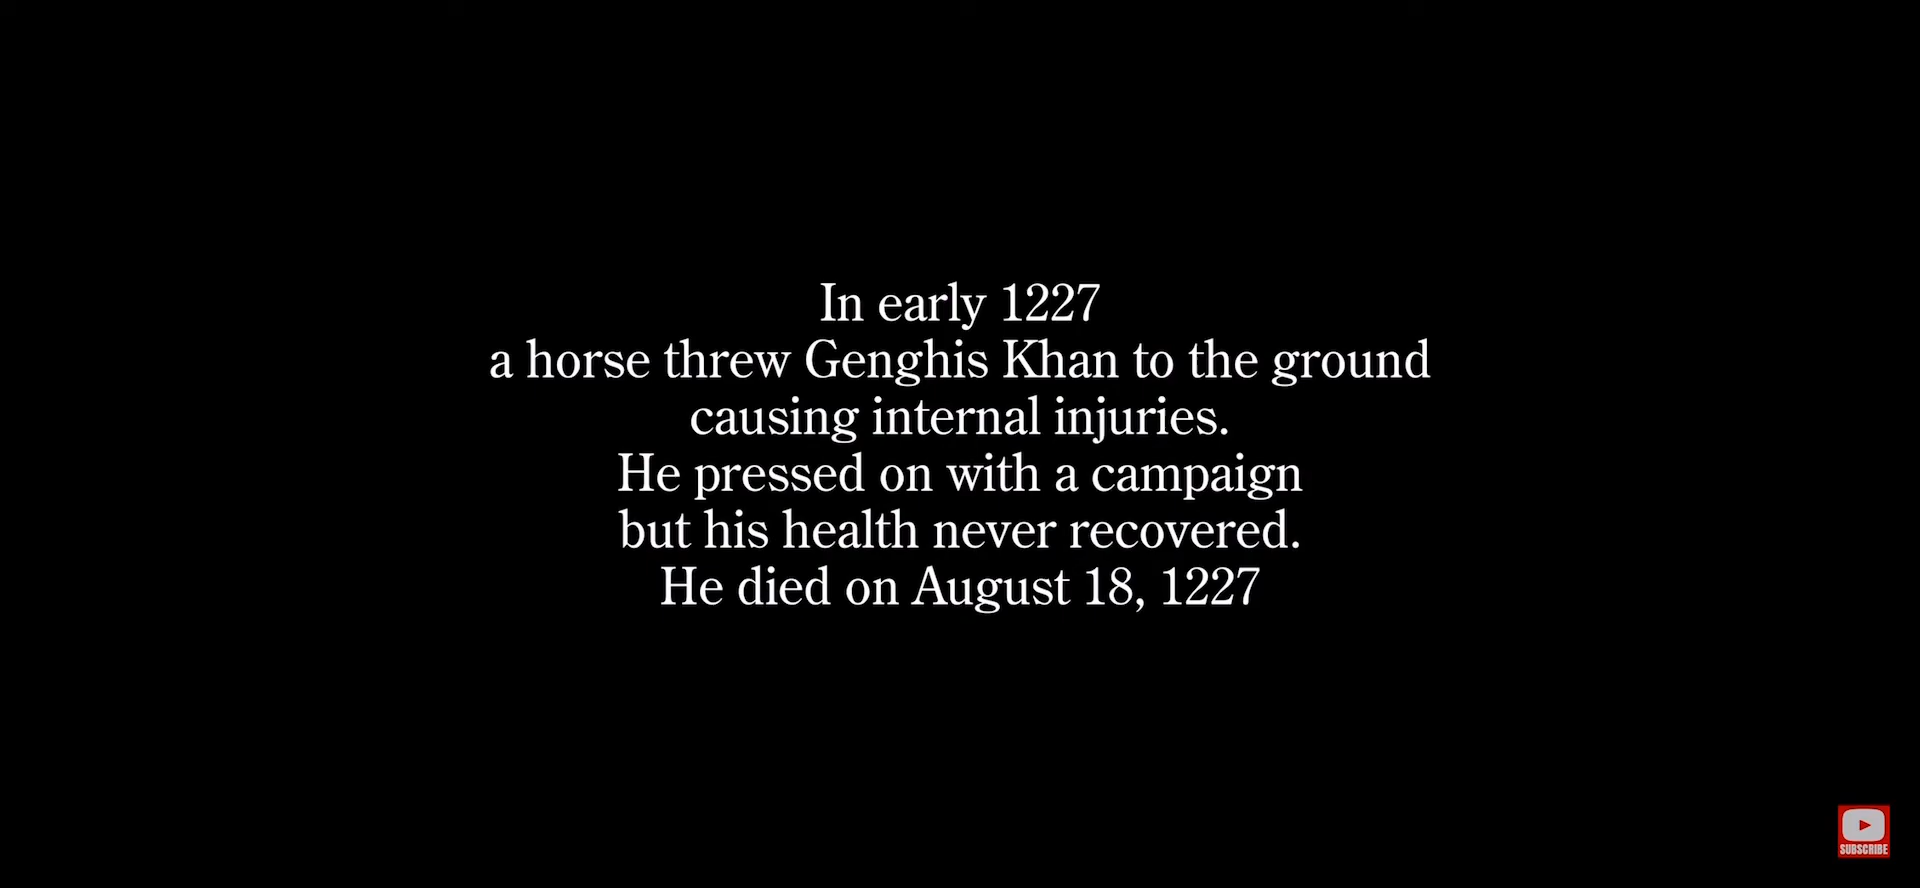 In early 1227
a horse threw Genghis Khan to the ground
causing internal injuries.
He pressed on with a campaign
but his health never recovered.
He died on August 18, 1227
SUBSCRIBE